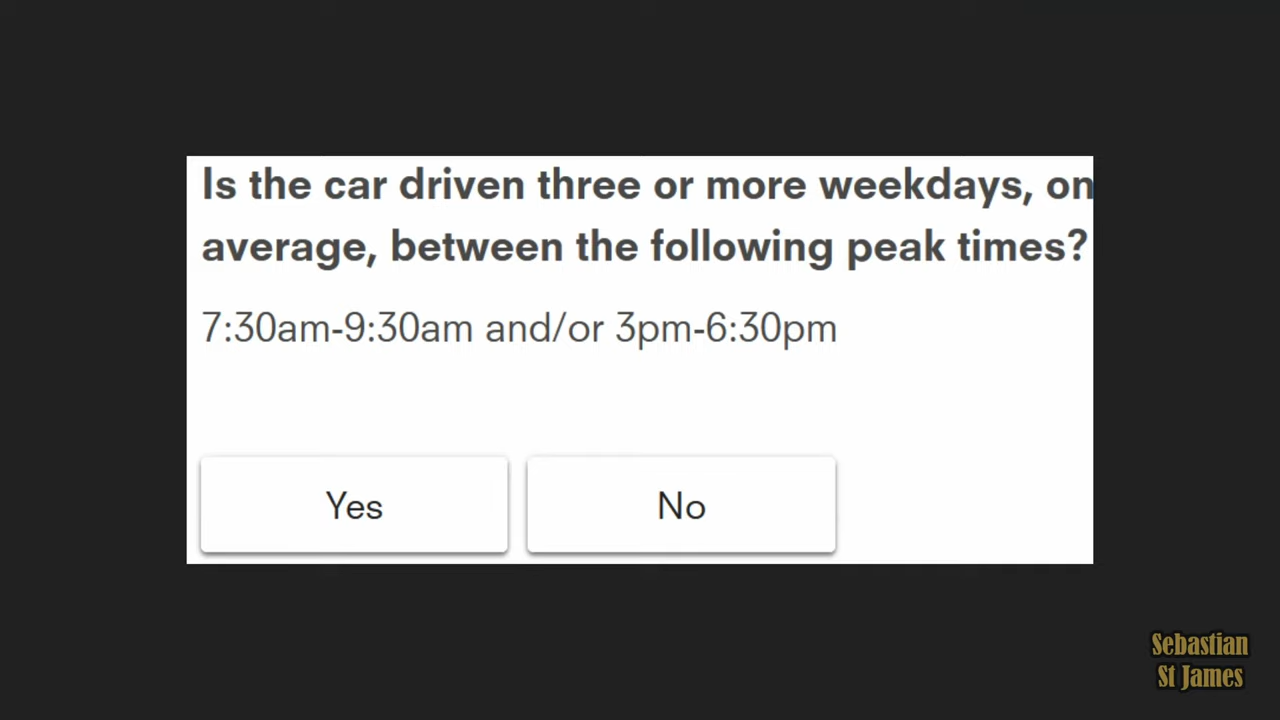 Is the car driven three or more weekdays, on
average, between the following peak times?
7:30am-9:30am and/or 3pm-6:30pm
Yes
No
Sebastian
St James